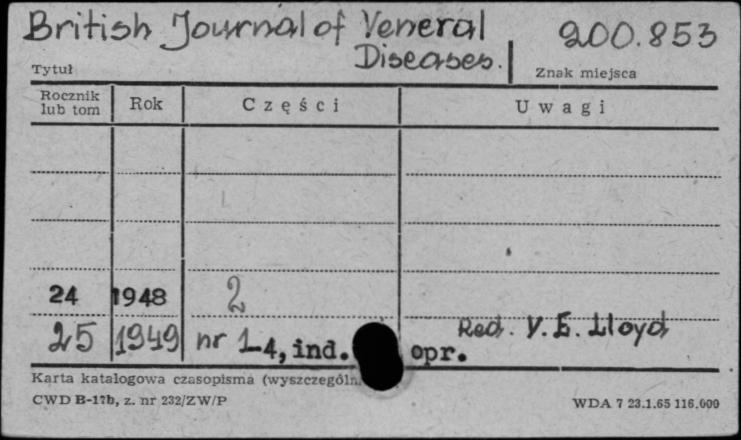 British Journal of Veneral 200.853
Diseases.
Tytuł Znak miejsca
Rocznik lub tom Rok Części Uwagi
24 1948 2
25 1949 nr 1-4, ind. opr. Red. V. E. Lloyd
Karta katalogowa czasopisma (wyszczególn.
CWD B-17b, z. nr 232/ZW/P WDA 7 23.1.65 116.000